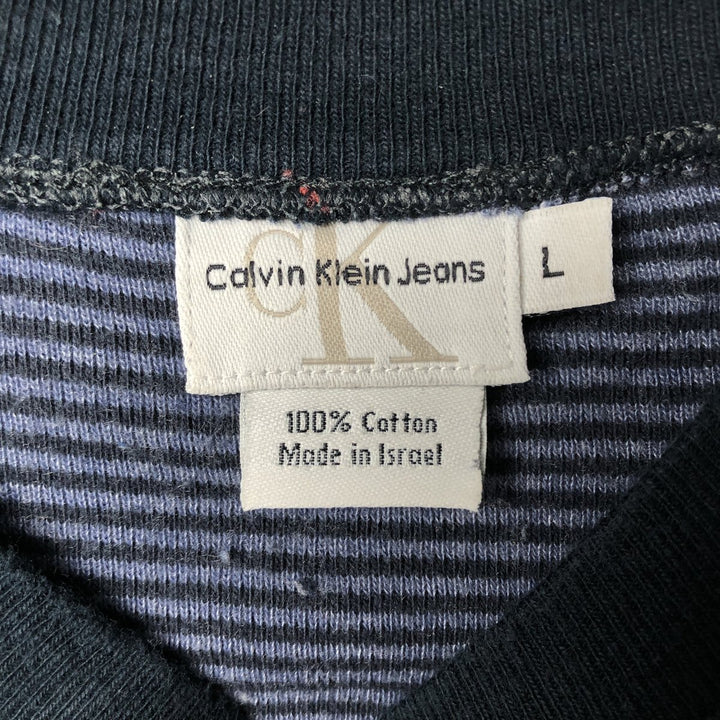 CK
Calvin Klein Jeans
L
100% Cotton
Made in Israel